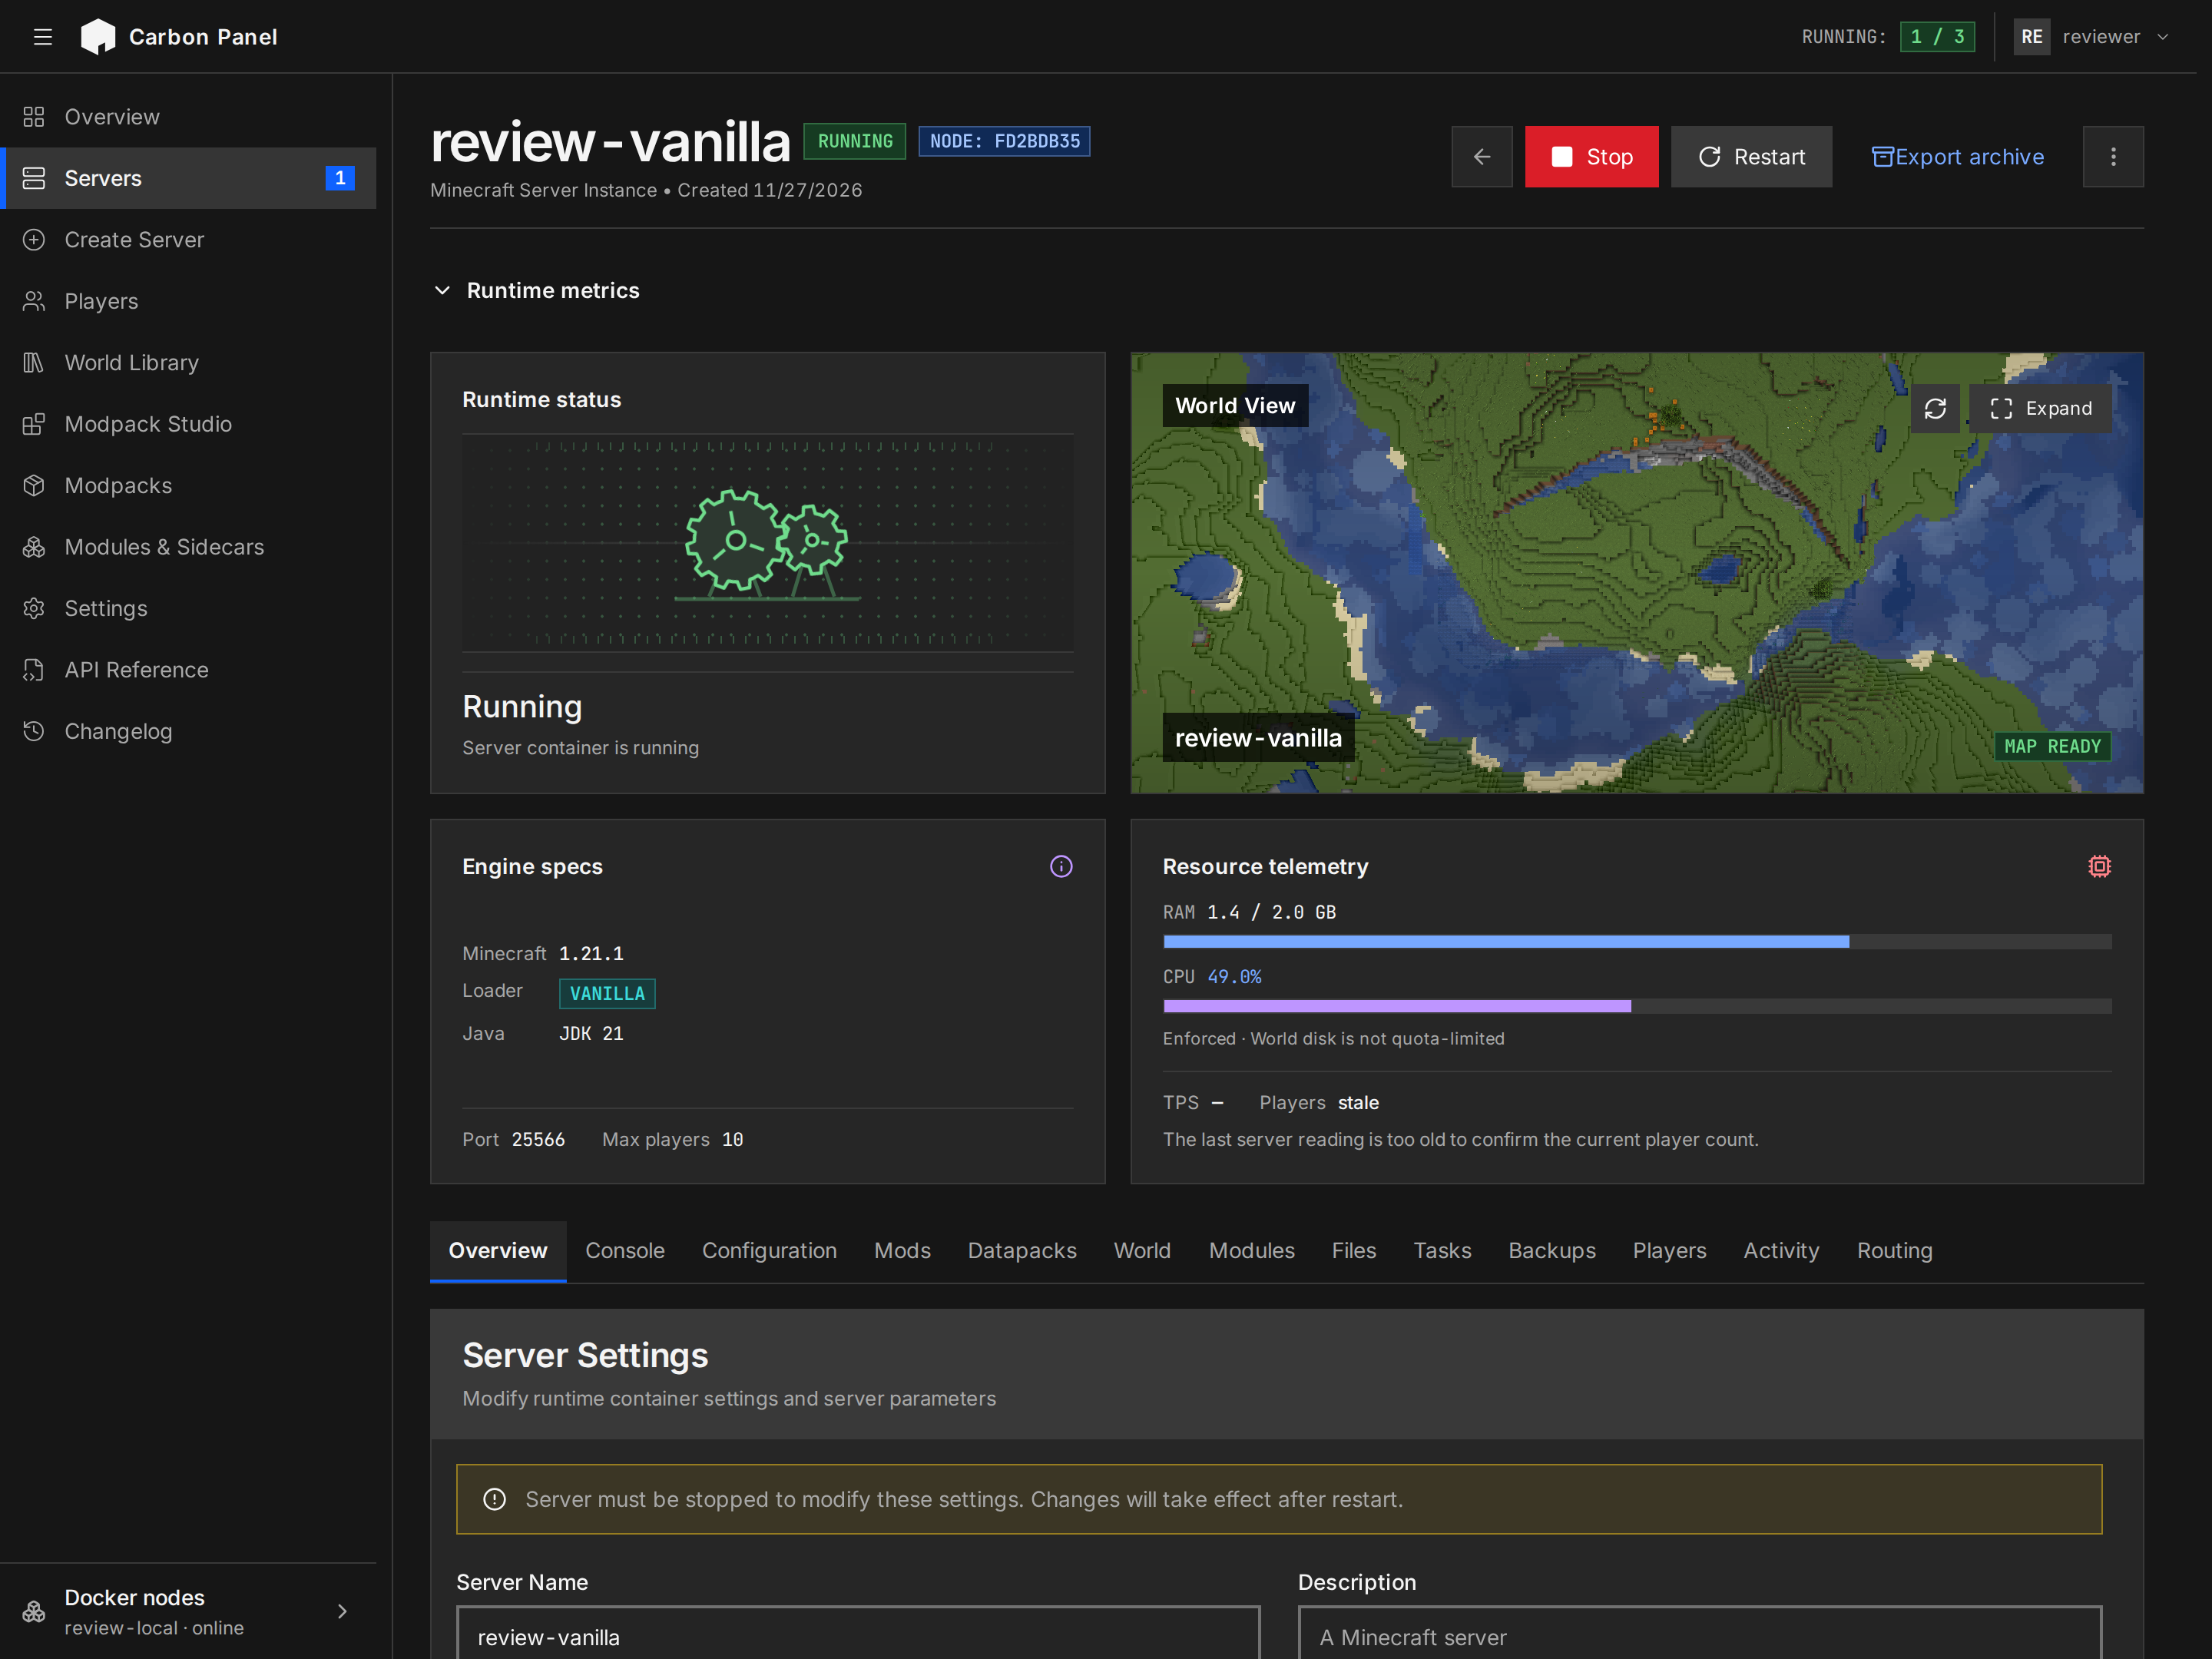 Carbon Panel
RUNNING: 1 / 3
RE reviewer
Overview
Servers 1
Create Server
Players
World Library
Modpack Studio
Modpacks
Modules & Sidecars
Settings
API Reference
Changelog
Docker nodes
review-local · online
review-vanilla RUNNING NODE: FD2BDB35
Minecraft Server Instance • Created 11/27/2026
Stop Restart Export archive
Runtime metrics
Runtime status
Running
Server container is running
World View
Expand
review-vanilla
MAP READY
Engine specs
Minecraft 1.21.1
Loader VANILLA
Java JDK 21
Port 25566 Max players 10
Resource telemetry
RAM 1.4 / 2.0 GB
CPU 49.0%
Enforced · World disk is not quota-limited
TPS – Players stale
The last server reading is too old to confirm the current player count.
Overview Console Configuration Mods Datapacks World Modules Files Tasks Backups Players Activity Routing
Server Settings
Modify runtime container settings and server parameters
Server must be stopped to modify these settings. Changes will take effect after restart.
Server Name
review-vanilla
Description
A Minecraft server